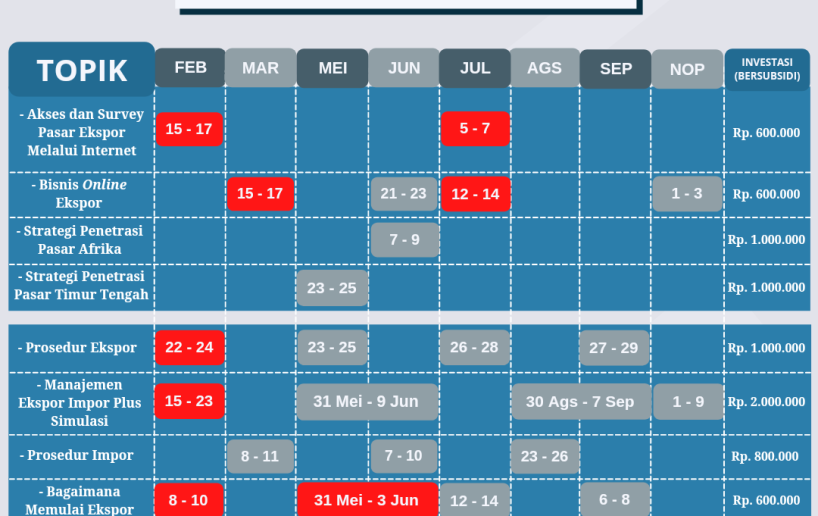 TOPIK FEB MAR MEI JUN JUL AGS SEP NOP INVESTASI
(BERSUBSIDI)
- Akses dan Survey
Pasar Ekspor
Melalui Internet
15 - 17 5 - 7 Rp. 600.000
- Bisnis Online
Ekspor
15 - 17 21 - 23 12 - 14 1 - 3 Rp. 600.000
- Strategi Penetrasi
Pasar Afrika
7 - 9 Rp. 1.000.000
- Strategi Penetrasi
Pasar Timur Tengah
23 - 25 Rp. 1.000.000
- Prosedur Ekspor 22 - 24 23 - 25 26 - 28 27 - 29 Rp. 1.000.000
- Manajemen
Ekspor Impor Plus
Simulasi
15 - 23 31 Mei - 9 Jun 30 Ags - 7 Sep 1 - 9 Rp. 2.000.000
- Prosedur Impor 8 - 11 7 - 10 23 - 26 Rp. 800.000
- Bagaimana
Memulai Ekspor
8 - 10 31 Mei - 3 Jun 12 - 14 6 - 8 Rp. 600.000